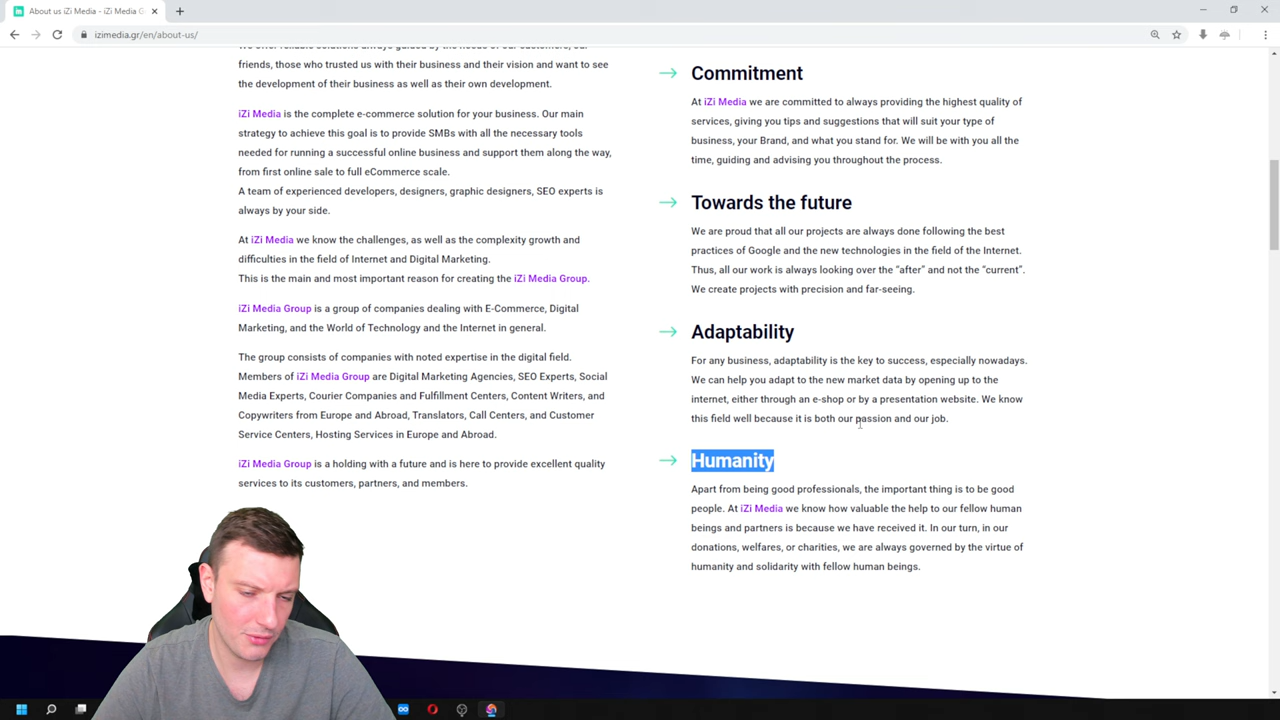 About us iZi Media - iZi Media G
izimedia.gr/en/about-us/
friends, those who trusted us with their business and their vision and want to see
the development of their business as well as their own development.
iZi Media is the complete e-commerce solution for your business. Our main
strategy to achieve this goal is to provide SMBs with all the necessary tools
needed for running a successful online business and support them along the way,
from first online sale to full eCommerce scale.
A team of experienced developers, designers, graphic designers, SEO experts is
always by your side.
At iZi Media we know the challenges, as well as the complexity growth and
difficulties in the field of Internet and Digital Marketing.
This is the main and most important reason for creating the iZi Media Group.
iZi Media Group is a group of companies dealing with E-Commerce, Digital
Marketing, and the World of Technology and the Internet in general.
The group consists of companies with noted expertise in the digital field.
Members of iZi Media Group are Digital Marketing Agencies, SEO Experts, Social
Media Experts, Courier Companies and Fulfillment Centers, Content Writers, and
Copywriters from Europe and Abroad, Translators, Call Centers, and Customer
Service Centers, Hosting Services in Europe and Abroad.
iZi Media Group is a holding with a future and is here to provide excellent quality
services to its customers, partners, and members.
Commitment
At iZi Media we are committed to always providing the highest quality of
services, giving you tips and suggestions that will suit your type of
business, your Brand, and what you stand for. We will be with you all the
time, guiding and advising you throughout the process.
Towards the future
We are proud that all our projects are always done following the best
practices of Google and the new technologies in the field of the Internet.
Thus, all our work is always looking over the “after” and not the “current”.
We create projects with precision and far-seeing.
Adaptability
For any business, adaptability is the key to success, especially nowadays.
We can help you adapt to the new market data by opening up to the
internet, either through an e-shop or by a presentation website. We know
this field well because it is both our passion and our job.
Humanity
Apart from being good professionals, the important thing is to be good
people. At iZi Media we know how valuable the help to our fellow human
beings and partners is because we have received it. In our turn, in our
donations, welfares, or charities, we are always governed by the virtue of
humanity and solidarity with fellow human beings.